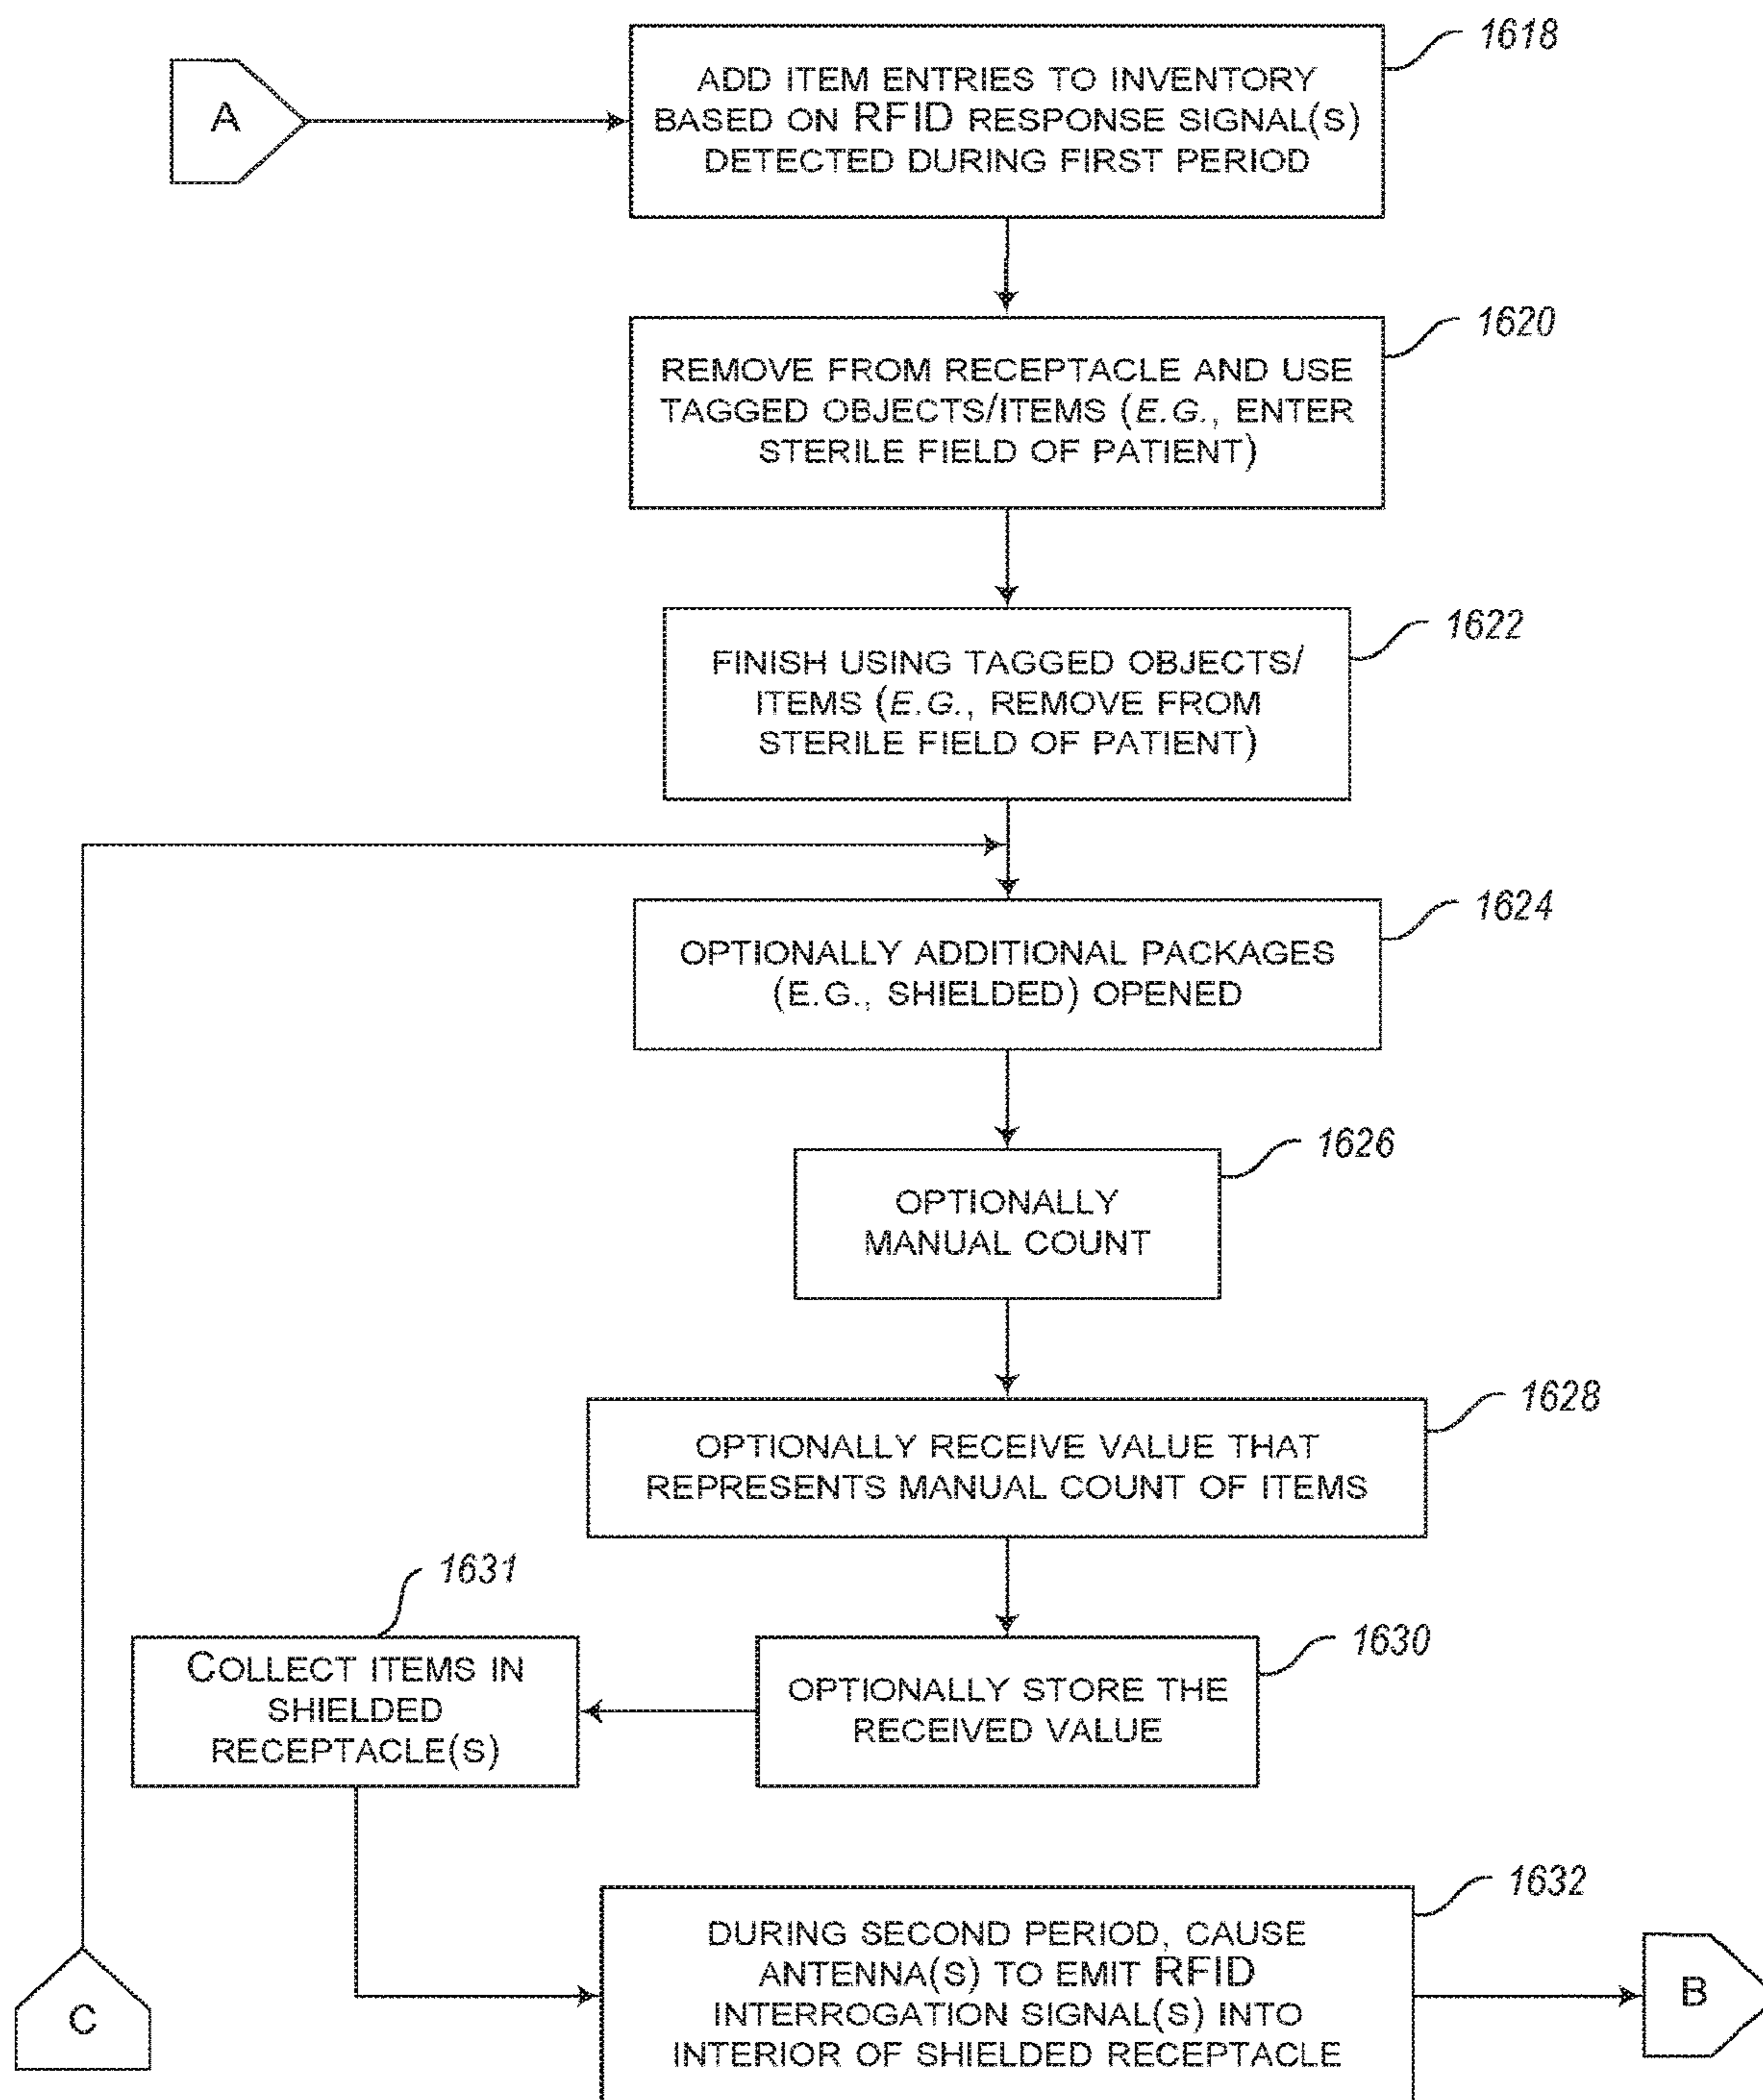 1618
A
ADD ITEM ENTRIES TO INVENTORY
BASED ON RFID RESPONSE SIGNAL(S)
DETECTED DURING FIRST PERIOD
1620
REMOVE FROM RECEPTACLE AND USE
TAGGED OBJECTS/ITEMS (E.G., ENTER
STERILE FIELD OF PATIENT)
1622
FINISH USING TAGGED OBJECTS/
ITEMS (E.G., REMOVE FROM
STERILE FIELD OF PATIENT)
1624
OPTIONALLY ADDITIONAL PACKAGES
(E.G., SHIELDED) OPENED
1626
OPTIONALLY
MANUAL COUNT
1628
OPTIONALLY RECEIVE VALUE THAT
REPRESENTS MANUAL COUNT OF ITEMS
1630
OPTIONALLY STORE THE
RECEIVED VALUE
1631
COLLECT ITEMS IN
SHIELDED
RECEPTACLE(S)
1632
DURING SECOND PERIOD, CAUSE
ANTENNA(S) TO EMIT RFID
INTERROGATION SIGNAL(S) INTO
INTERIOR OF SHIELDED RECEPTACLE
B
C